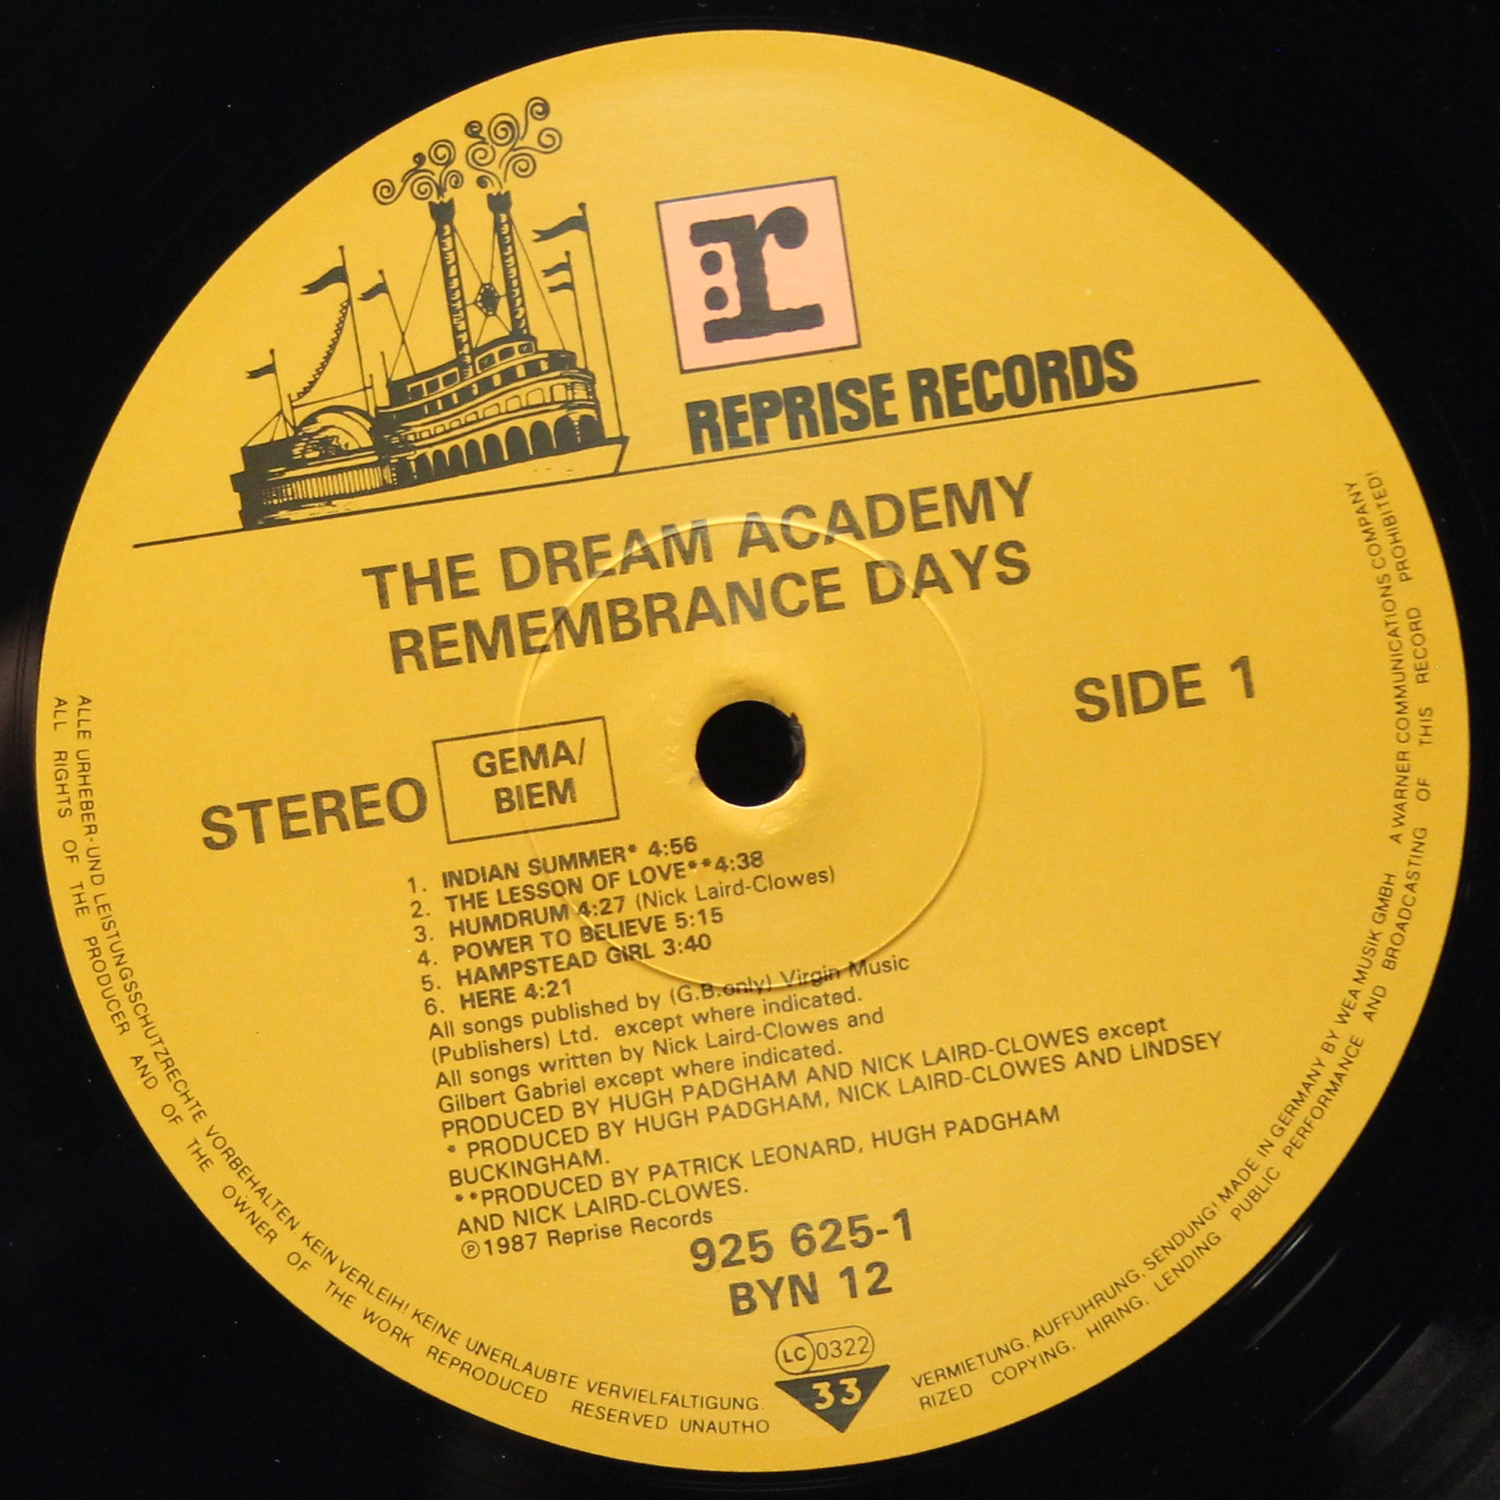 r
REPRISE RECORDS
THE DREAM ACADEMY
REMEMBRANCE DAYS
SIDE 1
STEREO
GEMA/
BIEM
1. INDIAN SUMMER* 4:56
2. THE LESSON OF LOVE**4:38
3. HUMDRUM 4:27 (Nick Laird-Clowes)
4. POWER TO BELIEVE 5:15
5. HAMPSTEAD GIRL 3:40
6. HERE 4:21
All songs published by (G.B.only) Virgin Music
(Publishers) Ltd. except where indicated.
All songs written by Nick Laird-Clowes and
Gilbert Gabriel except where indicated.
PRODUCED BY HUGH PADGHAM AND NICK LAIRD-CLOWES except
* PRODUCED BY HUGH PADGHAM, NICK LAIRD-CLOWES AND LINDSEY
BUCKINGHAM.
**PRODUCED BY PATRICK LEONARD, HUGH PADGHAM
AND NICK LAIRD-CLOWES.
Ⓟ1987 Reprise Records
925 625-1
BYN 12
LC 0322
33
ALLE URHEBER- UND LEISTUNGSSCHUTZRECHTE VORBEHALTEN. KEIN VERLEIH! KEINE UNERLAUBTE VERVIELFÄLTIGUNG. VERMIETUNG. AUFFÜHRUNG. SENDUNG! MADE IN GERMANY BY WEA MUSIK GMBH A WARNER COMMUNICATIONS COMPANY
ALL RIGHTS OF THE PRODUCER AND OF THE OWNER OF THE WORK REPRODUCED RESERVED UNAUTHO RIZED COPYING. HIRING. LENDING PUBLIC PERFORMANCE AND BROADCASTING OF THIS RECORD PROHIBITED!